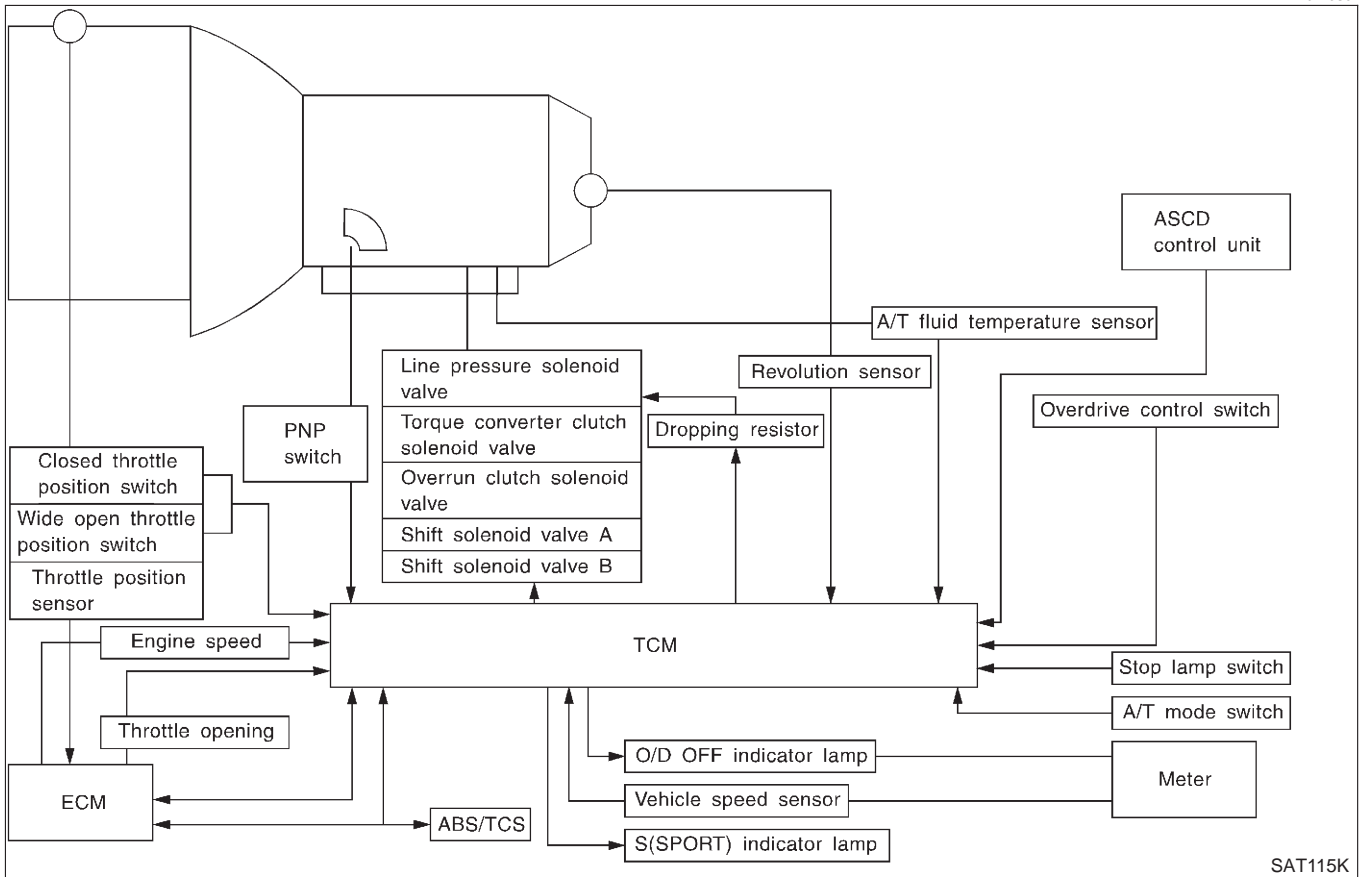 ASCD
control unit
A/T fluid temperature sensor
Line pressure solenoid
valve
Revolution sensor
Overdrive control switch
PNP
switch
Torque converter clutch
solenoid valve
Dropping resistor
Closed throttle
position switch
Overrun clutch solenoid
valve
Wide open throttle
position switch
Shift solenoid valve A
Shift solenoid valve B
Throttle position
sensor
Engine speed
TCM
Stop lamp switch
A/T mode switch
Throttle opening
O/D OFF indicator lamp
Meter
ECM
Vehicle speed sensor
ABS/TCS
S(SPORT) indicator lamp
SAT115K